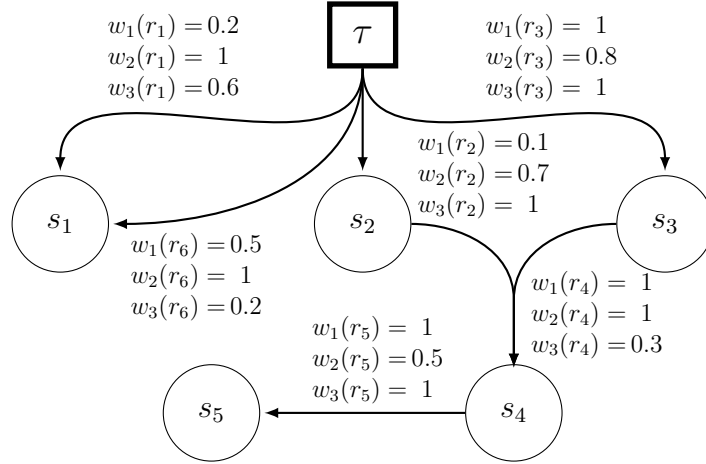 w₁(r₁) = 0.2
w₂(r₁) = 1
w₃(r₁) = 0.6
τ
w₁(r₃) = 1
w₂(r₃) = 0.8
w₃(r₃) = 1
w₁(r₂) = 0.1
w₂(r₂) = 0.7
w₃(r₂) = 1
s₁
s₂
s₃
w₁(r₆) = 0.5
w₂(r₆) = 1
w₃(r₆) = 0.2
w₁(r₄) = 1
w₂(r₄) = 1
w₃(r₄) = 0.3
w₁(r₅) = 1
w₂(r₅) = 0.5
w₃(r₅) = 1
s₅
s₄